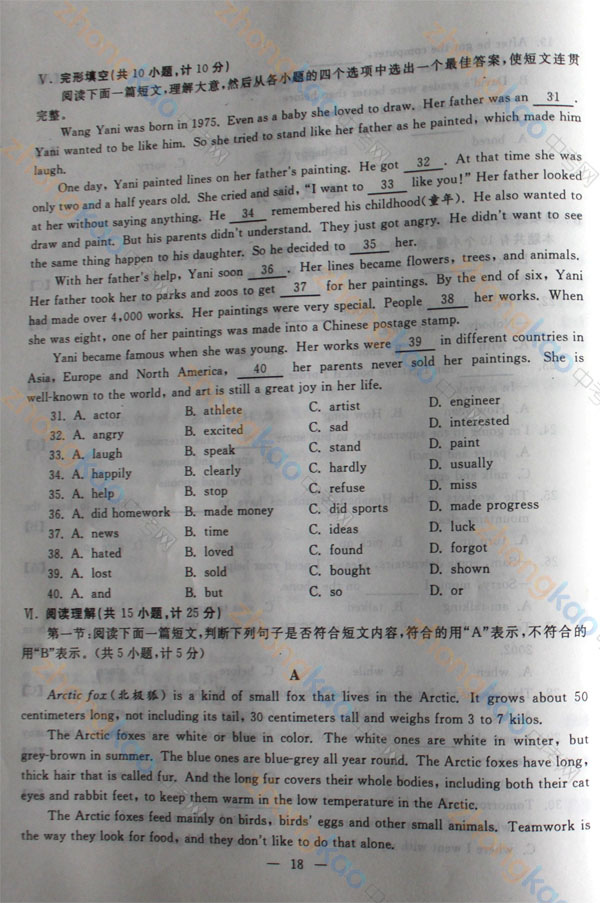 Ⅴ. 完形填空(共 10 小题,计 10 分)
阅读下面一篇短文,理解大意,然后从各小题的四个选项中选出一个最佳答案,使短文连贯
完整。
Wang Yani was born in 1975. Even as a baby she loved to draw. Her father was an 31 .
Yani wanted to be like him. So she tried to stand like her father as he painted, which made him
laugh.
One day, Yani painted lines on her father's painting. He got 32 . At that time she was
only two and a half years old. She cried and said, "I want to 33 like you!" Her father looked
at her without saying anything. He 34 remembered his childhood(童年). He also wanted to
draw and paint. But his parents didn't understand. They just got angry. He didn't want to see
the same thing happen to his daughter. So he decided to 35 her.
With her father's help, Yani soon 36 . Her lines became flowers, trees, and animals.
Her father took her to parks and zoos to get 37 for her paintings. By the end of six, Yani
had made over 4,000 works. Her paintings were very special. People 38 her works. When
she was eight, one of her paintings was made into a Chinese postage stamp.
Yani became famous when she was young. Her works were 39 in different countries in
Asia, Europe and North America, 40 her parents never sold her paintings. She is
well-known to the world, and art is still a great joy in her life.
31. A. actor B. athlete C. artist D. engineer
32. A. angry B. excited C. sad D. interested
33. A. laugh B. speak C. stand D. paint
34. A. happily B. clearly C. hardly D. usually
35. A. help B. stop C. refuse D. miss
36. A. did homework B. made money C. did sports D. made progress
37. A. news B. time C. ideas D. luck
38. A. hated B. loved C. found D. forgot
39. A. lost B. sold C. bought D. shown
40. A. and B. but C. so D. or
Ⅵ. 阅读理解(共 15 小题,计 25 分)
第一节:阅读下面一篇短文,判断下列句子是否符合短文内容,符合的用"A"表示,不符合的
用"B"表示。(共 5 小题,计 5 分)
A
Arctic fox(北极狐) is a kind of small fox that lives in the Arctic. It grows about 50
centimeters long, not including its tail, 30 centimeters tall and weighs from 3 to 7 kilos.
The Arctic foxes are white or blue in color. The white ones are white in winter, but
grey-brown in summer. The blue ones are blue-grey all year round. The Arctic foxes have long,
thick hair that is called fur. And the long fur covers their whole bodies, including both their cat
eyes and rabbit feet, to keep them warm in the low temperature in the Arctic.
The Arctic foxes feed mainly on birds, birds' eggs and other small animals. Teamwork is
the way they look for food, and they don't like to do that alone.
— 18 —